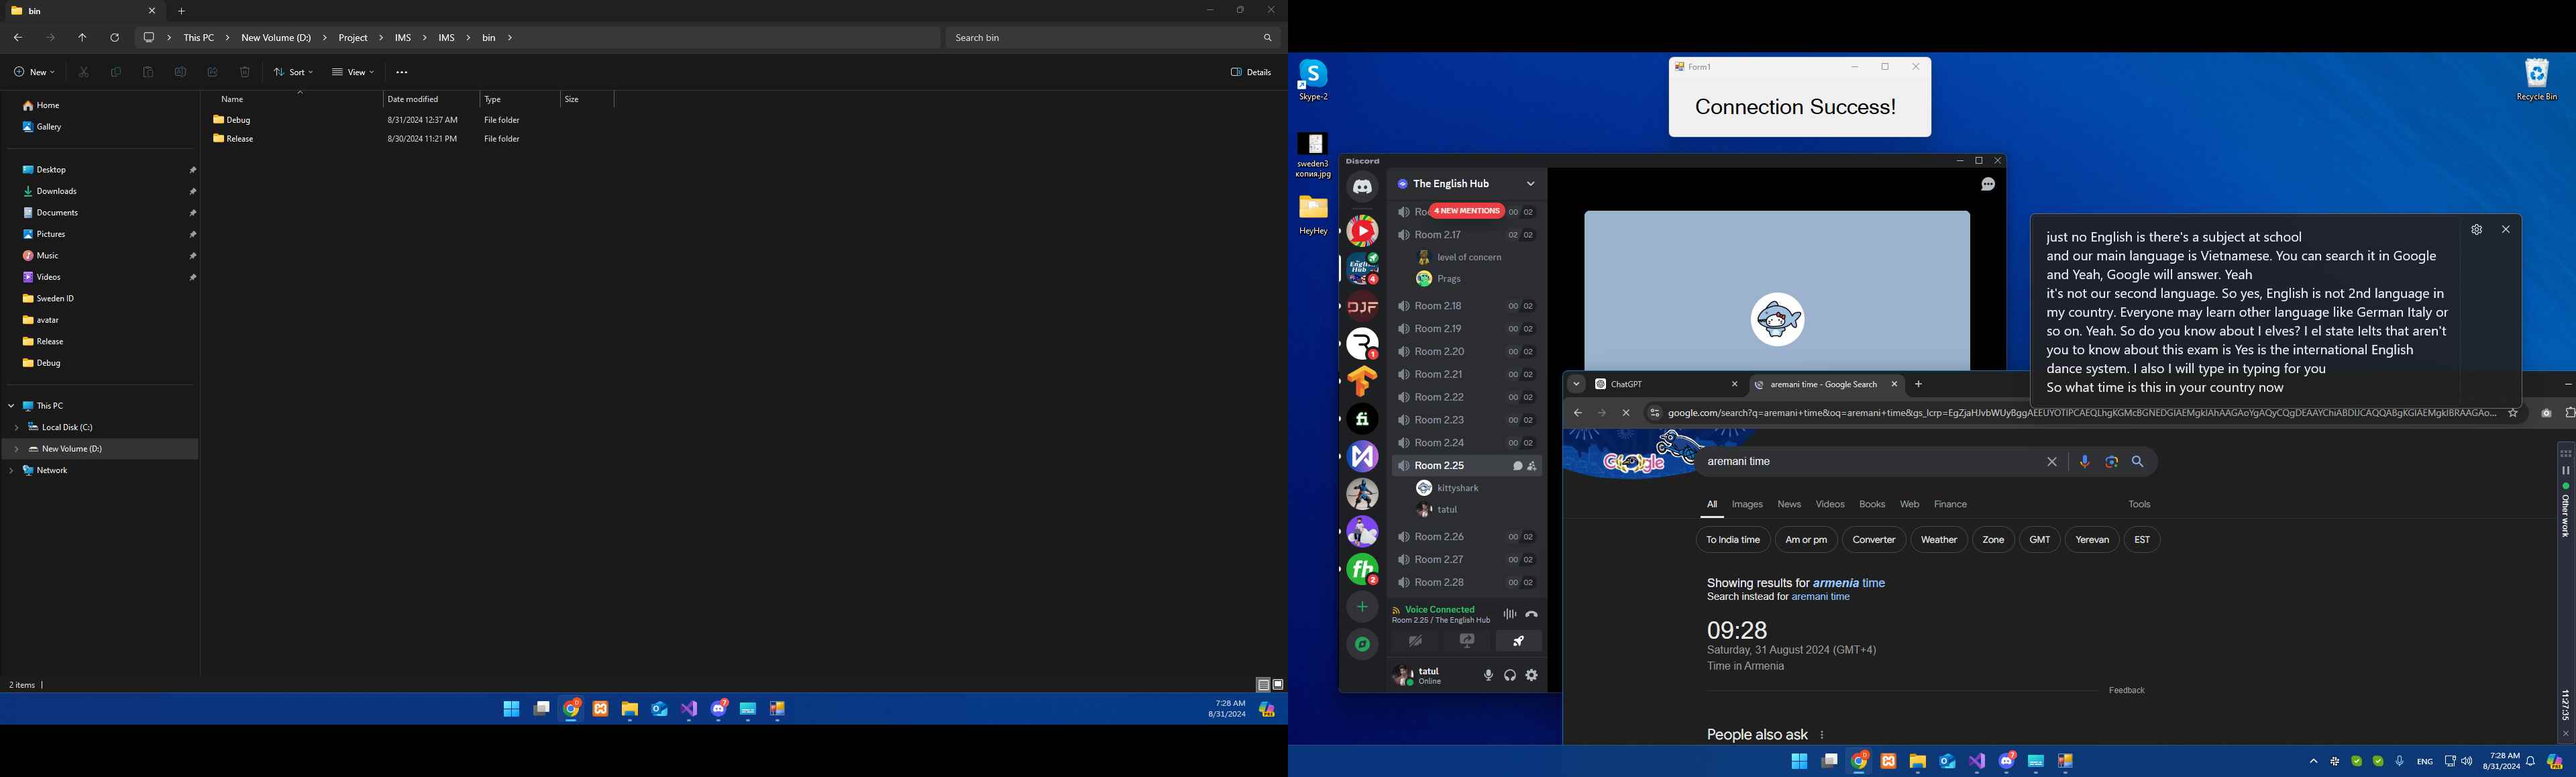 bin
This PC > New Volume (D:) > Project > IMS > IMS > bin >
Search bin
New
Sort
View
Details
Name
Date modified
Type
Size
Debug
8/31/2024 12:37 AM
File folder
Release
8/30/2024 11:21 PM
File folder
Home
Gallery
Desktop
Downloads
Documents
Pictures
Music
Videos
Sweden ID
avatar
Release
Debug
This PC
Local Disk (C:)
New Volume (D:)
Network
2 items
7:28 AM
8/31/2024
Skype-2
sweden3
копия.jpg
HeyHey
Recycle Bin
Form1
Connection Success!
Discord
The English Hub
4 NEW MENTIONS
00 02
Room 2.17
02 02
level of concern
Prags
Room 2.18
00 02
Room 2.19
00 02
Room 2.20
00 02
Room 2.21
00 02
Room 2.22
00 02
Room 2.23
00 02
Room 2.24
00 02
Room 2.25
kittyshark
tatul
Room 2.26
00 02
Room 2.27
00 02
Room 2.28
00 02
Voice Connected
Room 2.25 / The English Hub
tatul
Online
just no English is there's a subject at school
and our main language is Vietnamese. You can search it in Google
and Yeah, Google will answer. Yeah
it's not our second language. So yes, English is not 2nd language in
my country. Everyone may learn other language like German Italy or
so on. Yeah. So do you know about I elves? I el state Ielts that aren't
you to know about this exam is Yes is the international English
dance system. I also I will type in typing for you
So what time is this in your country now
ChatGPT
aremani time - Google Search
Google
aremani time
All
Images
News
Videos
Books
Web
Finance
Tools
To India time
Am or pm
Converter
Weather
Zone
GMT
Yerevan
EST
Showing results for armenia time
Search instead for aremani time
09:28
Saturday, 31 August 2024 (GMT+4)
Time in Armenia
Feedback
People also ask
Other work
11:27:35
ENG
7:28 AM
8/31/2024